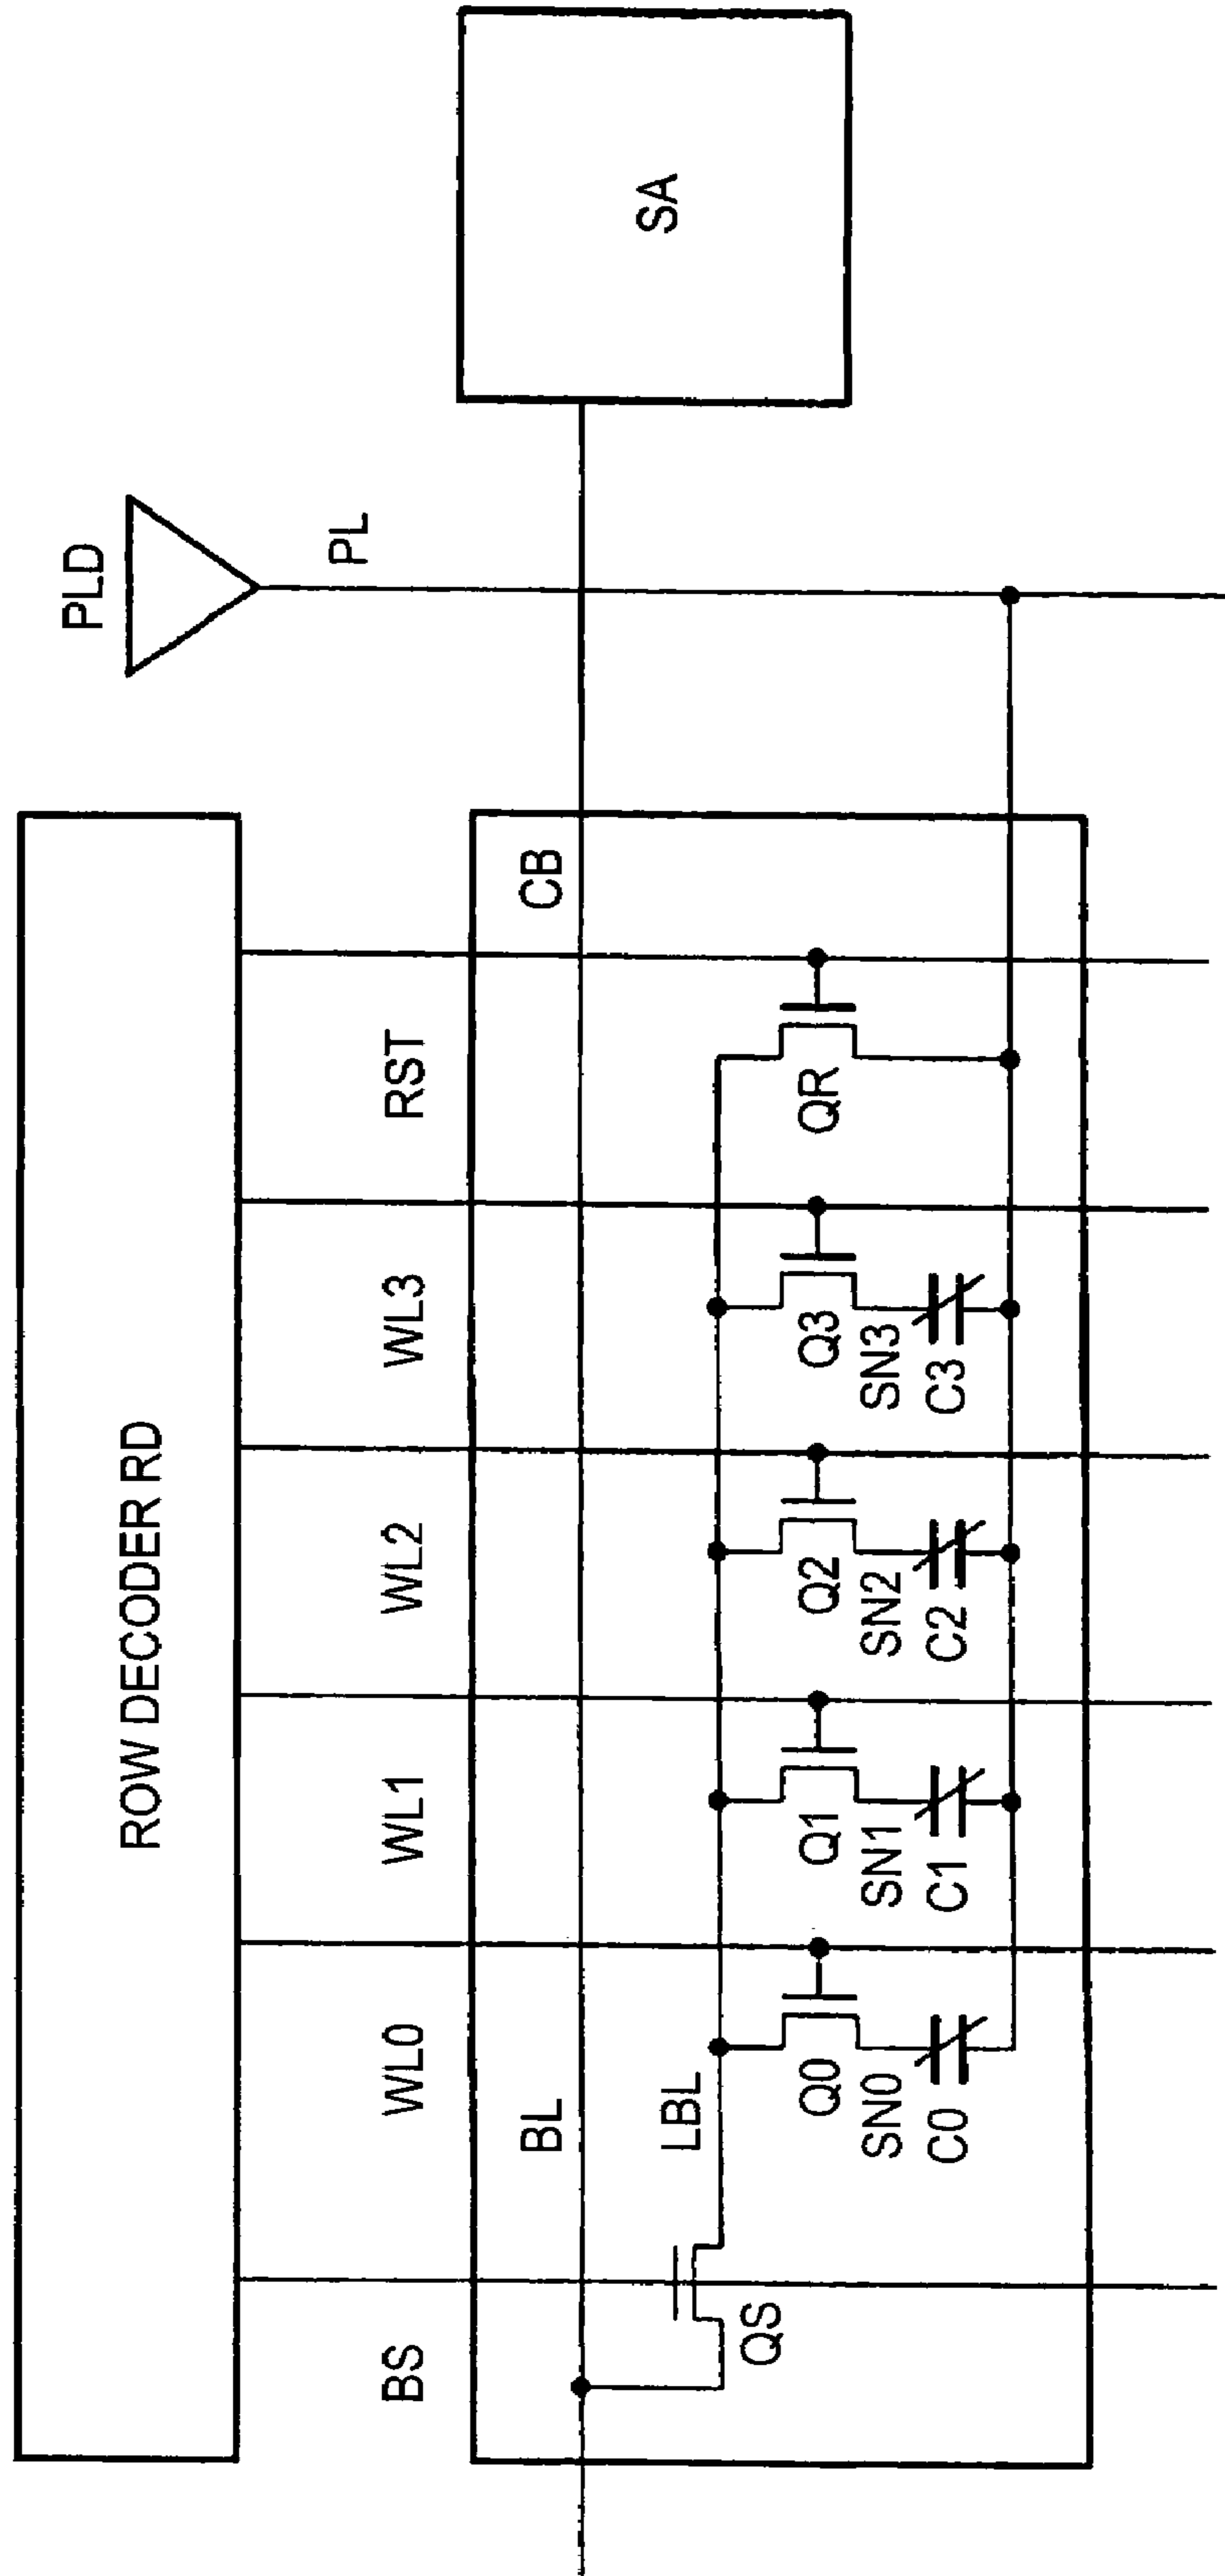 ROW DECODER RD
PLD
PL
BS
WL0
WL1
WL2
WL3
RST
BL
CB
SA
LBL
QS
Q0
Q1
Q2
Q3
QR
SN0
SN1
SN2
SN3
C0
C1
C2
C3